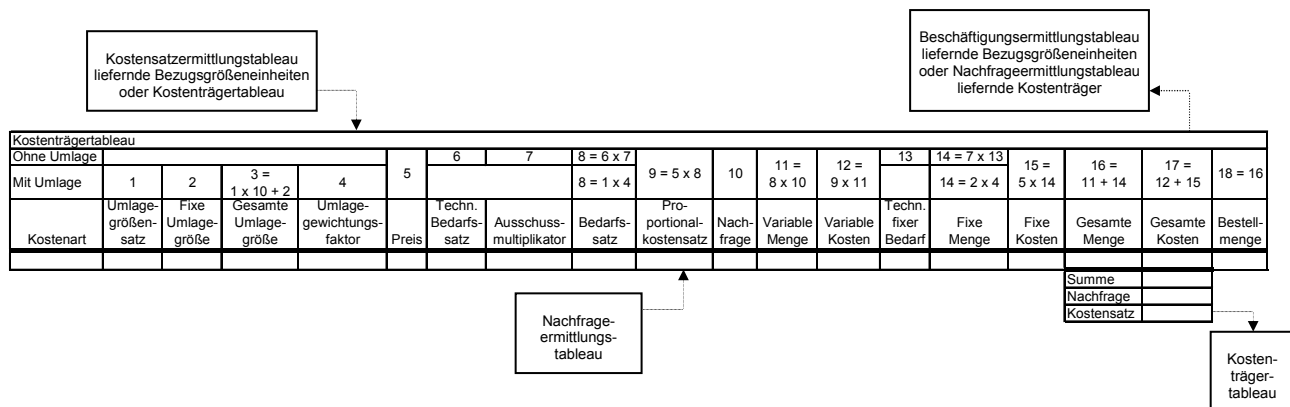 Kostensatzermittlungstableau
liefernde Bezugsgrößeneinheiten
oder Kostenträgertableau
Beschäftigungsermittlungstableau
liefernde Bezugsgrößeneinheiten
oder Nachfrageermittlungstableau
liefernde Kostenträger
Kostenträgertableau
Ohne Umlage 6 7 8 = 6 x 7 13 14 = 7 x 13
Mit Umlage 1 2 3 = 1 x 10 + 2 4 5 8 = 1 x 4 9 = 5 x 8 10 11 = 8 x 10 12 = 9 x 11 14 = 2 x 4 15 = 5 x 14 16 = 11 + 14 17 = 12 + 15 18 = 16
Kostenart Umlage-größen-satz Fixe Umlage-größe Gesamte Umlage-größe Umlage-gewichtungs-faktor Preis Techn. Bedarfs-satz Ausschuss-multiplikator Bedarfs-satz Pro-portional-kostensatz Nach-frage Variable Menge Variable Kosten Techn. fixer Bedarf Fixe Menge Fixe Kosten Gesamte Menge Gesamte Kosten Bestell-menge
Summe
Nachfrage
Kostensatz
Nachfrage-
ermittlungs-
tableau
Kosten-
träger-
tableau